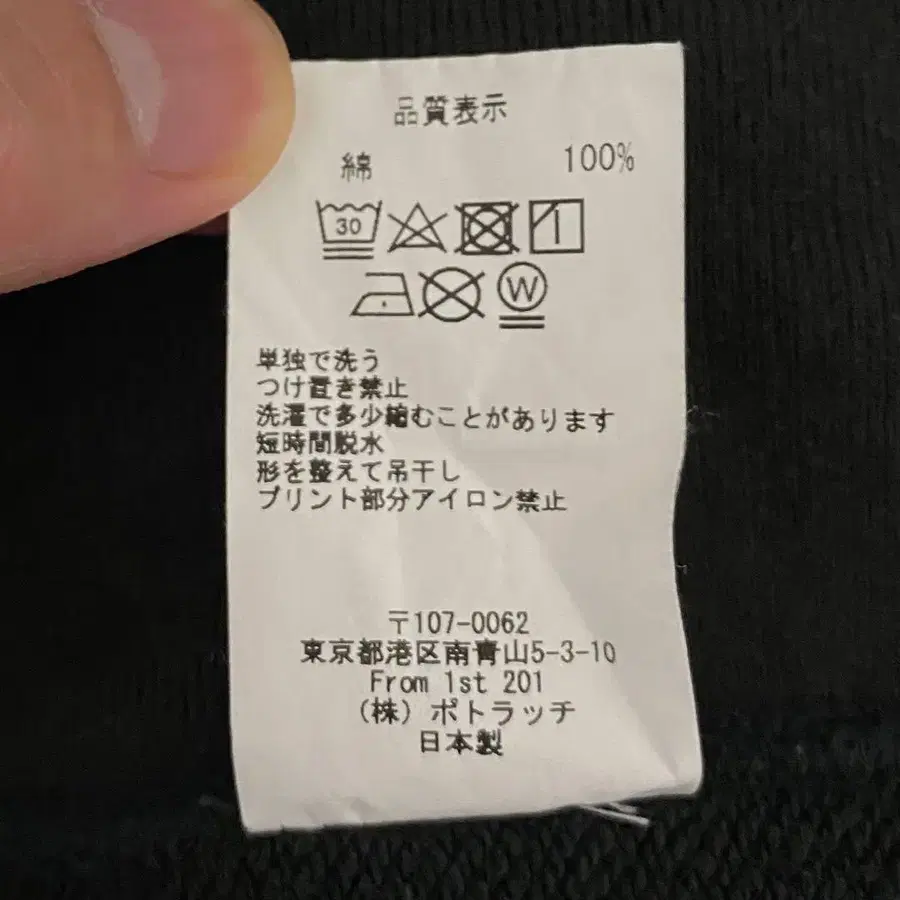 品質表示
綿 100%
30
W
単独で洗う
つけ置き禁止
洗濯で多少縮むことがあります
短時間脱水
形を整えて吊干し
プリント部分アイロン禁止
〒107-0062
東京都港区南青山5-3-10
From 1st 201
(株) ポトラッチ
日本製